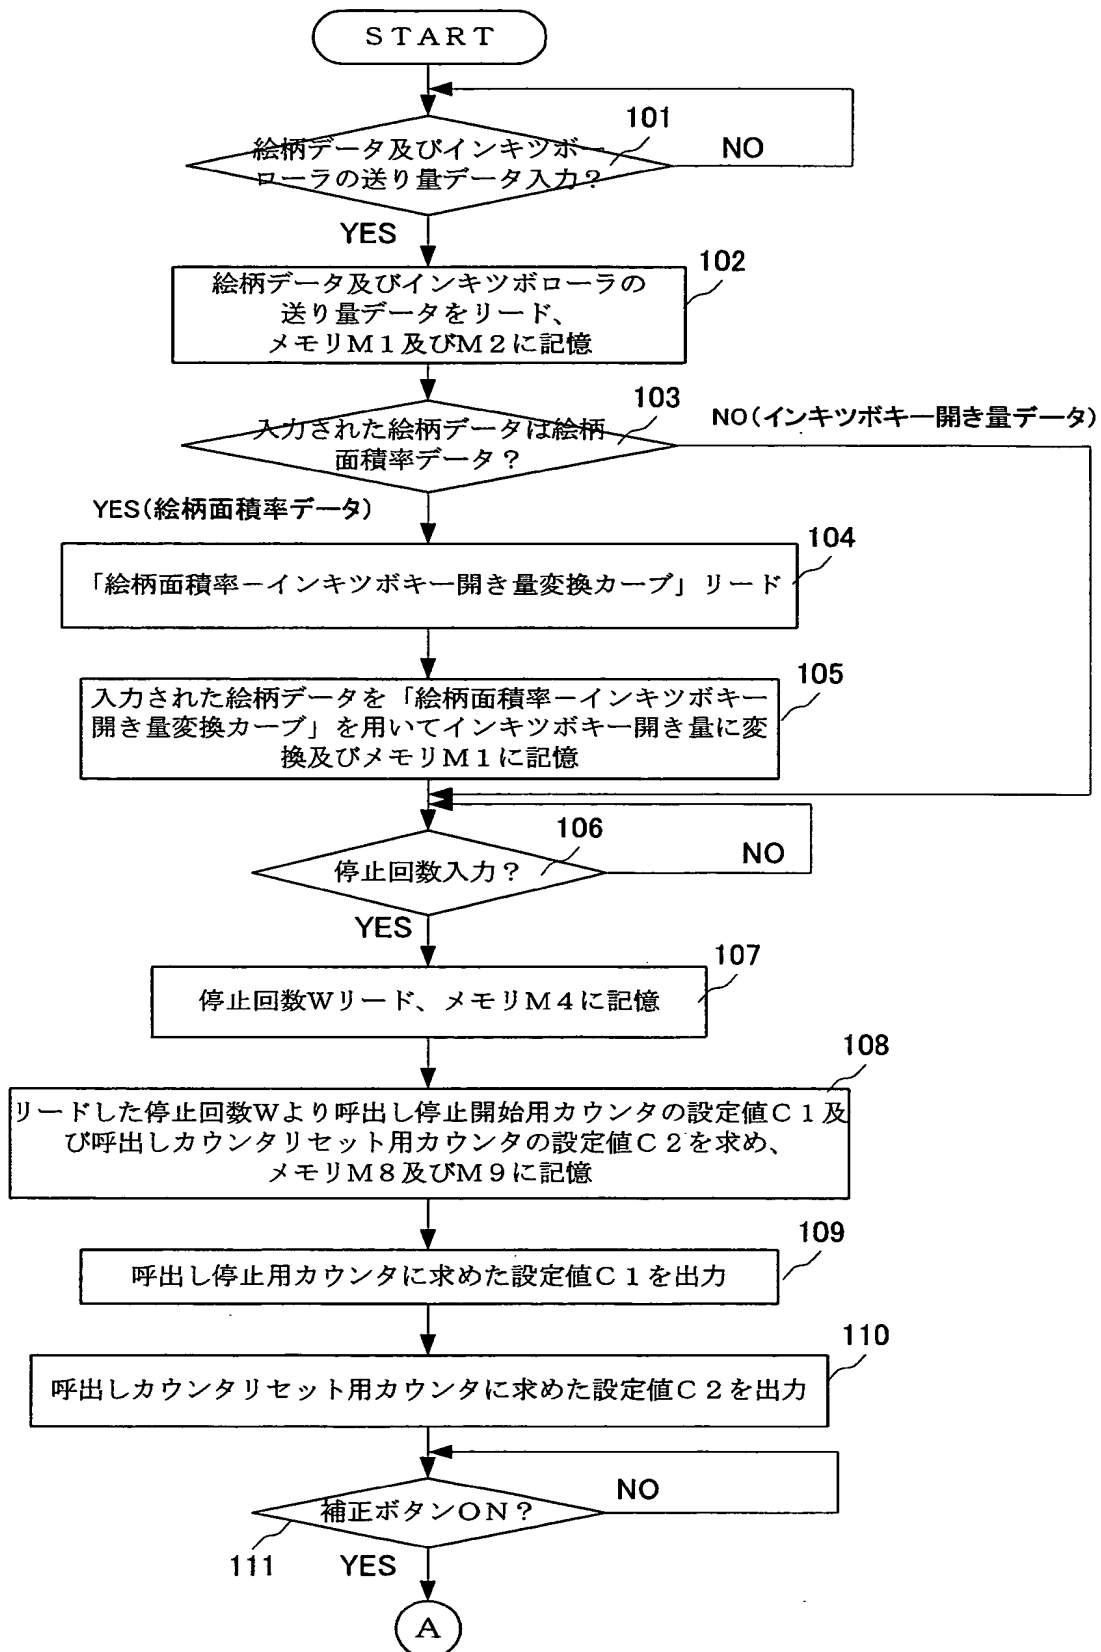 START
101
絵柄データ及びインキツボー
ローラの送り量データ入力?
NO
YES
102
絵柄データ及びインキツボローラの
送り量データをリード、
メモリM1及びM2に記憶
103
入力された絵柄データは絵柄
面積率データ?
NO(インキツボキー開き量データ)
YES(絵柄面積率データ)
104
「絵柄面積率-インキツボキー開き量変換カーブ」リード
105
入力された絵柄データを「絵柄面積率-インキツボキー
開き量変換カーブ」を用いてインキツボキー開き量に変
換及びメモリM1に記憶
106
停止回数入力?
NO
YES
107
停止回数Wリード、メモリM4に記憶
108
リードした停止回数Wより呼出し停止開始用カウンタの設定値C1及
び呼出しカウンタリセット用カウンタの設定値C2を求め、
メモリM8及びM9に記憶
109
呼出し停止用カウンタに求めた設定値C1を出力
110
呼出しカウンタリセット用カウンタに求めた設定値C2を出力
補正ボタンON?
NO
111
YES
A